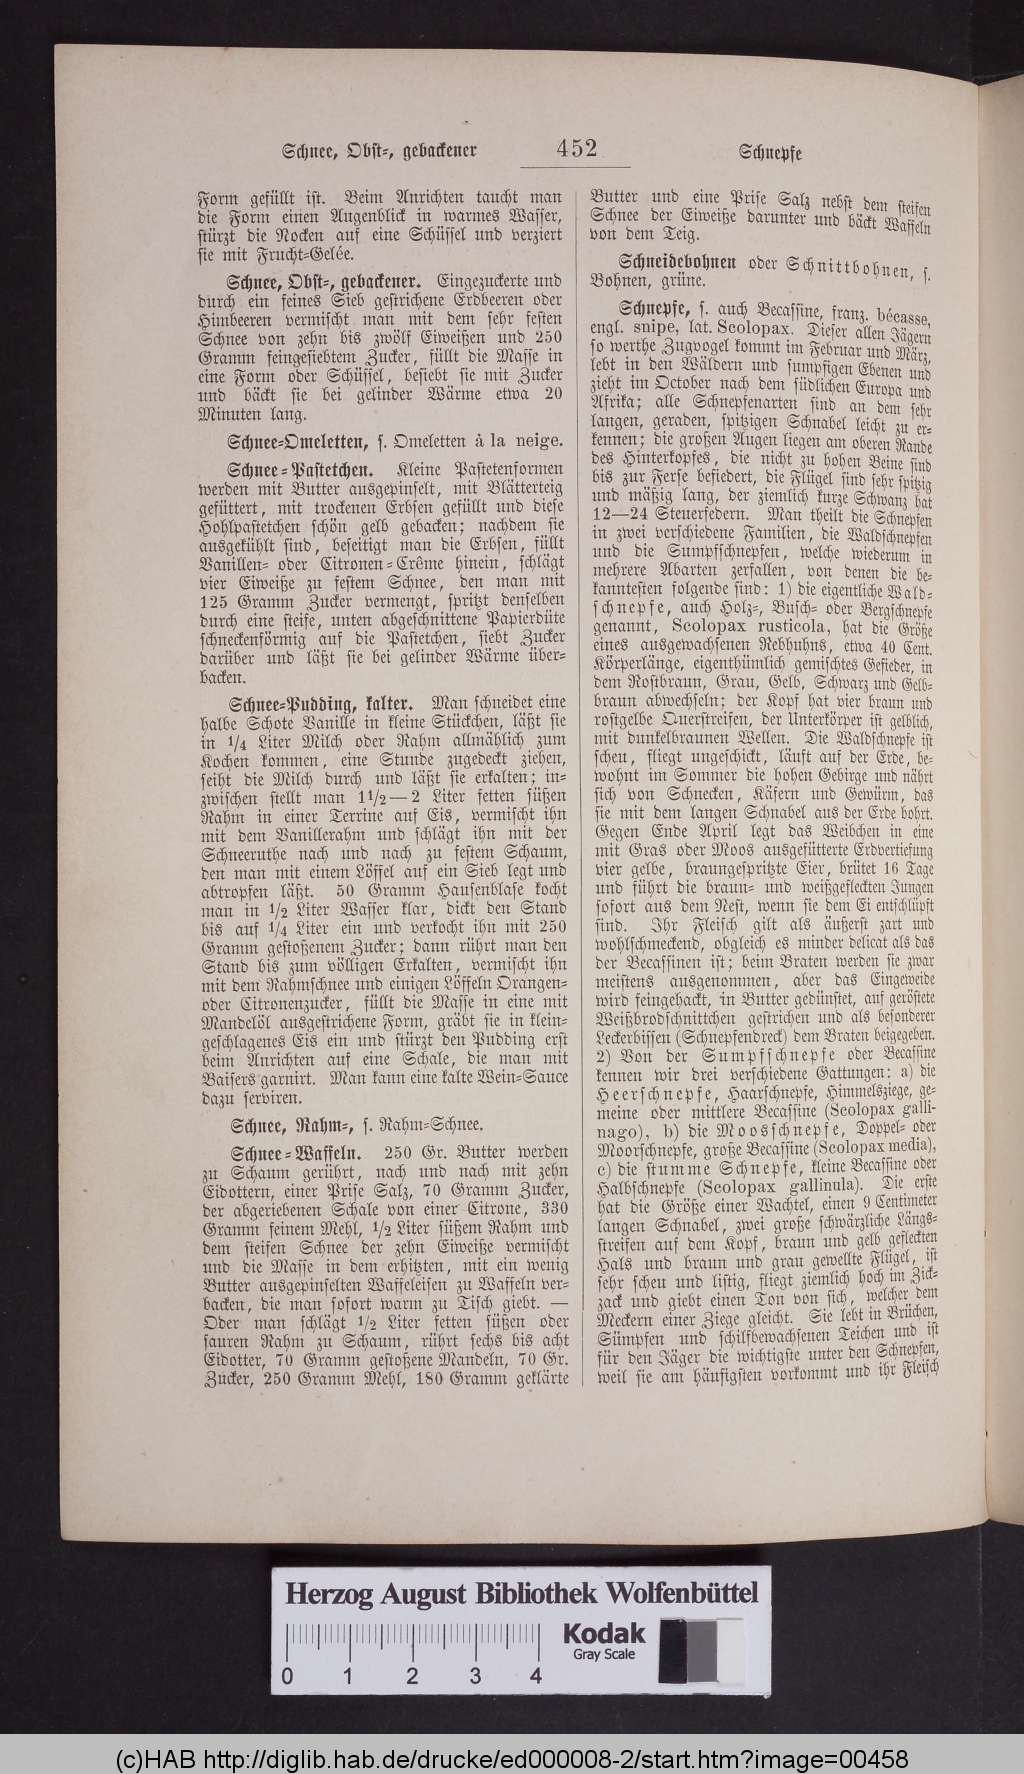 Schnee, Obst-, gebackener
452
Schnepfe
Form gefüllt ist. Beim Anrichten taucht man
die Form einen Augenblick in warmes Wasser,
stürzt die Nocken auf eine Schüssel und verziert
sie mit Frucht-Gelée.
Schnee, Obst-, gebackener. Eingezuckerte und
durch ein feines Sieb gestrichene Erdbeeren oder
Himbeeren vermischt man mit dem sehr festen
Schnee von zehn bis zwölf Eiweißen und 250
Gramm feingesiebtem Zucker, füllt die Masse in
eine Form oder Schüssel, besiebt sie mit Zucker
und bäckt sie bei gelinder Wärme etwa 20
Minuten lang.
Schnee-Omeletten, s. Omeletten à la neige.
Schnee-Pastetchen. Kleine Pastetenformen
werden mit Butter ausgepinselt, mit Blätterteig
gefüttert, mit trockenen Erbsen gefüllt und diese
Hohlpastetchen schön gelb gebacken; nachdem sie
ausgekühlt sind, beseitigt man die Erbsen, füllt
Vanillen- oder Citronen-Crême hinein, schlägt
vier Eiweiße zu festem Schnee, den man mit
125 Gramm Zucker vermengt, spritzt denselben
durch eine steife, unten abgeschnittene Papierdüte
schneckenförmig auf die Pastetchen, siebt Zucker
darüber und läßt sie bei gelinder Wärme über-
backen.
Schnee-Pudding, kalter. Man schneidet eine
halbe Schote Vanille in kleine Stückchen, läßt sie
in 1/4 Liter Milch oder Rahm allmählich zum
Kochen kommen, eine Stunde zugedeckt ziehen,
seiht die Milch durch und läßt sie erkalten; in-
zwischen stellt man 1 1/2—2 Liter fetten süßen
Rahm in einer Terrine auf Eis, vermischt ihn
mit dem Vanillerahm und schlägt ihn mit der
Schneeruthe nach und nach zu festem Schaum,
den man mit einem Löffel auf ein Sieb legt und
abtropfen läßt. 50 Gramm Hausenblase kocht
man in 1/2 Liter Wasser klar, dickt den Stand
bis auf 1/4 Liter ein und verkocht ihn mit 250
Gramm gestoßenem Zucker; dann rührt man den
Stand bis zum völligen Erkalten, vermischt ihn
mit dem Rahmschnee und einigen Löffeln Orangen-
oder Citronenzucker, füllt die Masse in eine mit
Mandelöl ausgestrichene Form, gräbt sie in klein-
geschlagenes Eis ein und stürzt den Pudding erst
beim Anrichten auf eine Schale, die man mit
Baisers garnirt. Man kann eine kalte Wein-Sauce
dazu serviren.
Schnee, Rahm-, s. Rahm-Schnee.
Schnee-Waffeln. 250 Gr. Butter werden
zu Schaum gerührt, nach und nach mit zehn
Eidottern, einer Prise Salz, 70 Gramm Zucker,
der abgeriebenen Schale von einer Citrone, 330
Gramm feinem Mehl, 1/2 Liter süßem Rahm und
dem steifen Schnee der zehn Eiweiße vermischt
und die Masse in dem erhitzten, mit ein wenig
Butter ausgepinselten Waffeleisen zu Waffeln ver-
backen, die man sofort warm zu Tisch giebt. —
Oder man schlägt 1/2 Liter fetten süßen oder
sauren Rahm zu Schaum, rührt sechs bis acht
Eidotter, 70 Gramm gestoßene Mandeln, 70 Gr.
Zucker, 250 Gramm Mehl, 180 Gramm geklärte
Butter und eine Prise Salz nebst dem steifen
Schnee der Eiweiße darunter und bäckt Waffeln
von dem Teig.
Schneidebohnen oder Schnittbohnen, s.
Bohnen, grüne.
Schnepfe, s. auch Becassine, franz. bécasse,
engl. snipe, lat. Scolopax. Dieser allen Jägern
so werthe Zugvogel kommt im Februar und März,
lebt in den Wäldern und sumpfigen Ebenen und
zieht im October nach dem südlichen Europa und
Afrika; alle Schnepfenarten sind an dem sehr
langen, geraden, spitzigen Schnabel leicht zu er-
kennen; die großen Augen liegen am oberen Rande
des Hinterkopfes, die nicht zu hohen Beine sind
bis zur Ferse befiedert, die Flügel sind sehr spitzig
und mäßig lang, der ziemlich kurze Schwanz hat
12—24 Steuerfedern. Man theilt die Schnepfen
in zwei verschiedene Familien, die Waldschnepfen
und die Sumpfschnepfen, welche wiederum in
mehrere Abarten zerfallen, von denen die be-
kanntesten folgende sind: 1) die eigentliche Wald-
schnepfe, auch Holz-, Busch- oder Bergschnepfe
genannt, Scolopax rusticola, hat die Größe
eines ausgewachsenen Rebhuhns, etwa 40 Cent.
Körperlänge, eigenthümlich gemischtes Gefieder, in
dem Rostbraun, Grau, Gelb, Schwarz und Gelb-
braun abwechseln; der Kopf hat vier braun und
rostgelbe Querstreifen, der Unterkörper ist gelblich,
mit dunkelbraunen Wellen. Die Waldschnepfe ist
scheu, fliegt ungeschickt, läuft auf der Erde, be-
wohnt im Sommer die hohen Gebirge und nährt
sich von Schnecken, Käfern und Gewürm, das
sie mit dem langen Schnabel aus der Erde bohrt.
Gegen Ende April legt das Weibchen in eine
mit Gras oder Moos ausgefütterte Erdvertiefung
vier gelbe, braungespritzte Eier, brütet 16 Tage
und führt die braun- und weißgefleckten Jungen
sofort aus dem Nest, wenn sie dem Ei entschlüpft
sind. Ihr Fleisch gilt als äußerst zart und
wohlschmeckend, obgleich es minder delicat als das
der Becassinen ist; beim Braten werden sie zwar
meistens ausgenommen, aber das Eingeweide
wird feingehackt, in Butter gedünstet, auf geröstete
Weißbrodschnittchen gestrichen und als besonderer
Leckerbissen (Schnepfendreck) dem Braten beigegeben.
2) Von der Sumpfschnepfe oder Becassine
kennen wir drei verschiedene Gattungen: a) die
Heerschnepfe, Haarschnepfe, Himmelsziege, ge-
meine oder mittlere Becassine (Scolopax galli-
nago), b) die Moosschnepfe, Doppel- oder
Moorschnepfe, große Becassine (Scolopax media),
c) die stumme Schnepfe, kleine Becassine oder
Halbschnepfe (Scolopax gallinula). Die erste
hat die Größe einer Wachtel, einen 9 Centimeter
langen Schnabel, zwei große schwärzliche Längs-
streifen auf dem Kopf, braun und gelb gefleckten
Hals und braun und grau gewellte Flügel, ist
sehr scheu und listig, fliegt ziemlich hoch im Zick-
zack und giebt einen Ton von sich, welcher dem
Meckern einer Ziege gleicht. Sie lebt in Brüchen,
Sümpfen und schilfbewachsenen Teichen und ist
für den Jäger die wichtigste unter den Schnepfen,
weil sie am häufigsten vorkommt und ihr Fleisch
Herzog August Bibliothek Wolfenbüttel
Kodak
Gray Scale
0 1 2 3 4
(c)HAB http://diglib.hab.de/drucke/ed000008-2/start.htm?image=00458